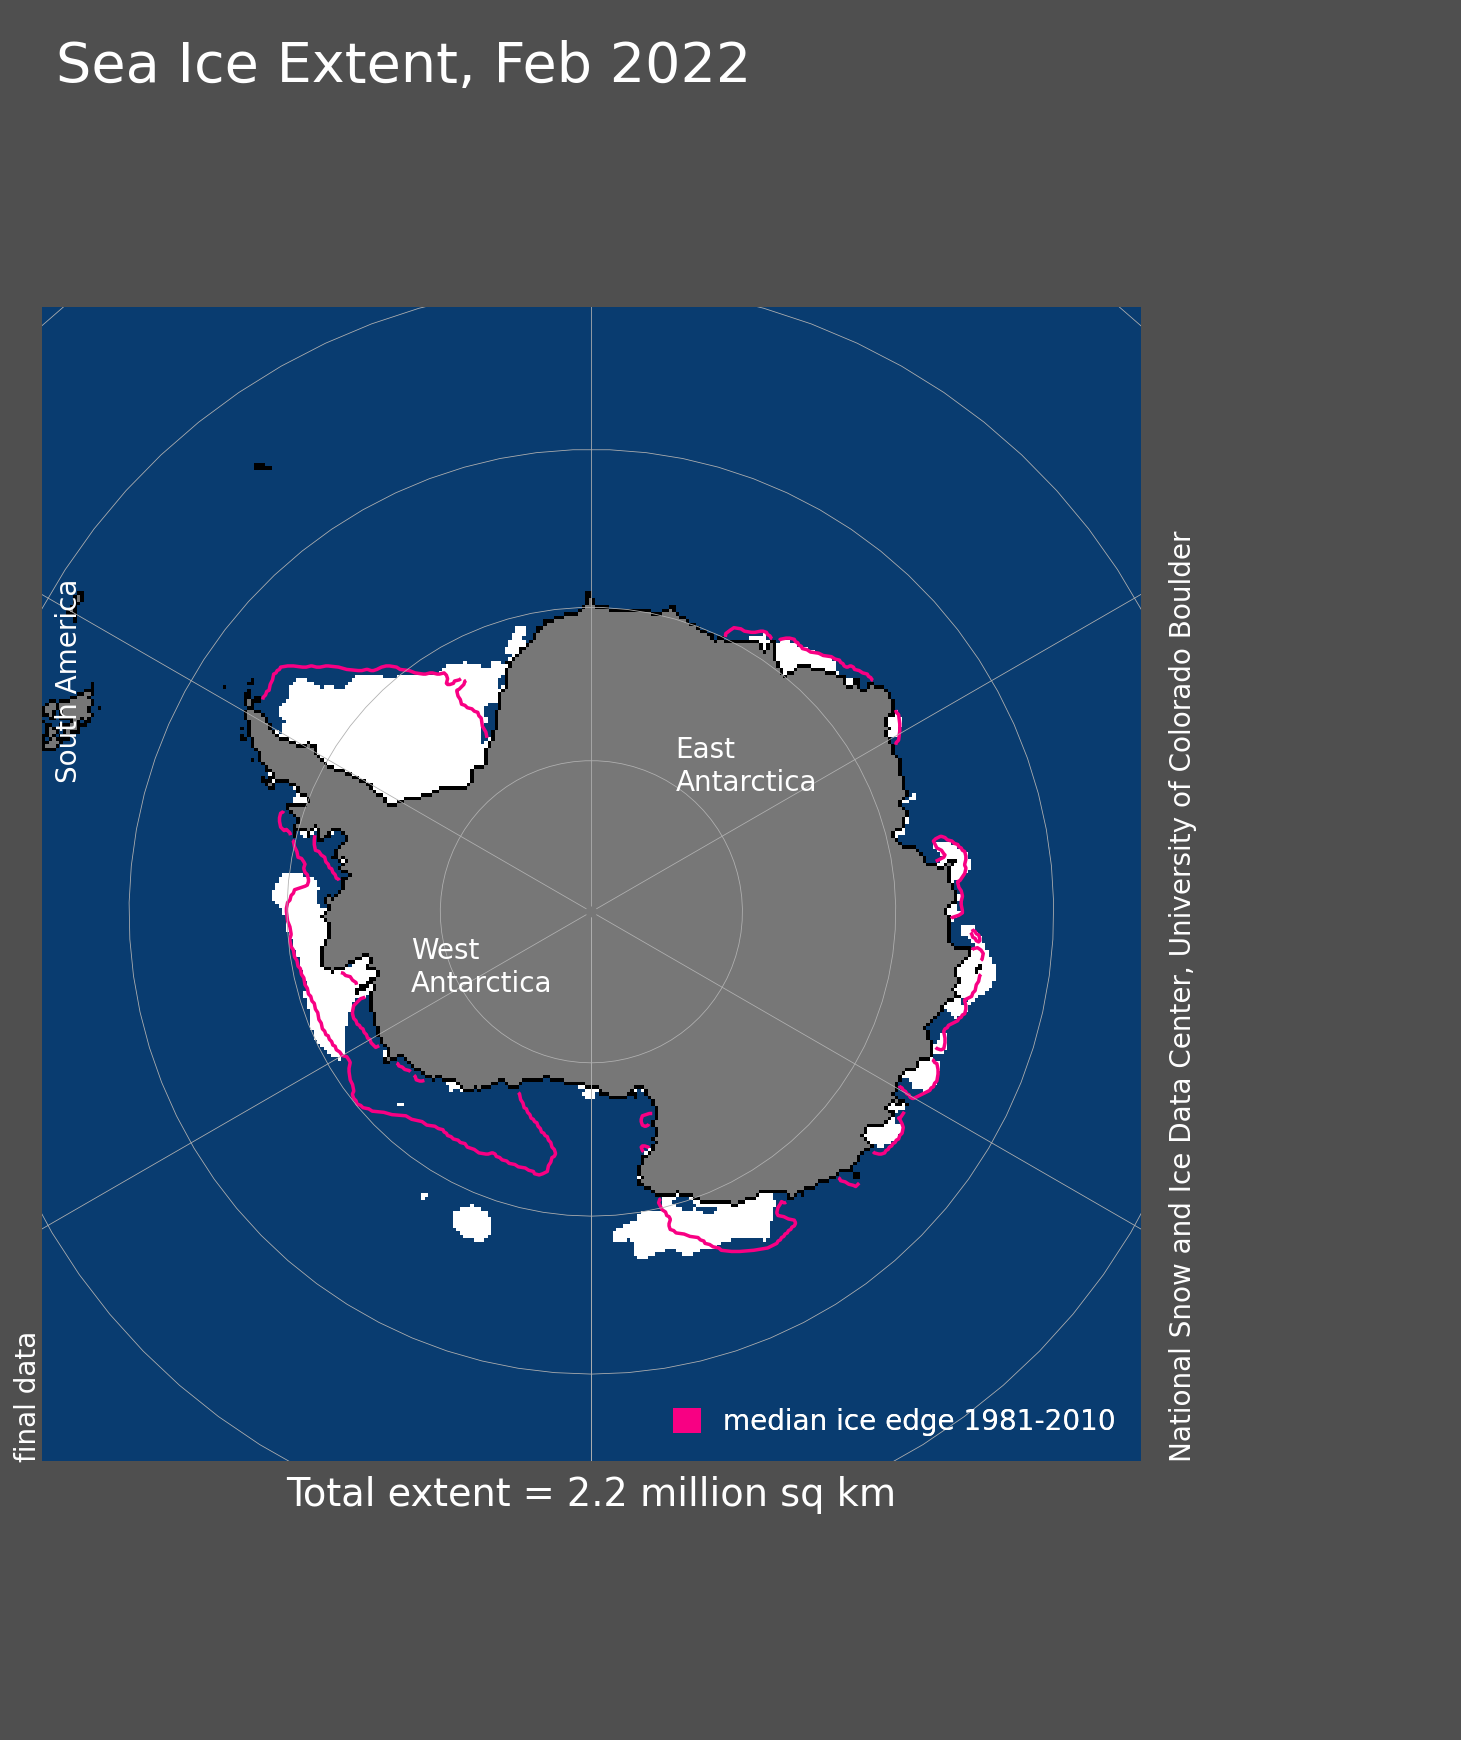 Sea Ice Extent, Feb 2022
South America
East
Antarctica
West
Antarctica
median ice edge 1981-2010
final data
National Snow and Ice Data Center, University of Colorado Boulder
Total extent = 2.2 million sq km